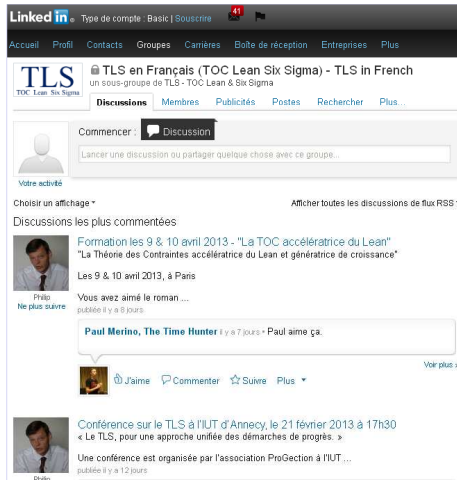 Linked in. Type de compte : Basic | Souscrire 41
Accueil Profil Contacts Groupes Carrières Boîte de réception Entreprises Plus
TLS
TOC Lean Six Sigma
TLS en Français (TOC Lean Six Sigma) - TLS in French
un sous-groupe de TLS - TOC Lean & Six Sigma
Discussions Membres Publicités Postes Rechercher Plus...
Commencer : Discussion
Lancer une discussion ou partager quelque chose avec ce groupe...
Votre activité
Choisir un affichage Afficher toutes les discussions de flux RSS
Discussions les plus commentées
Formation les 9 & 10 avril 2013 - "La TOC accélératrice du Lean"
"La Théorie des Contraintes accélératrice du Lean et génératrice de croissance"
Les 9 & 10 avril 2013, à Paris
Philip
Ne plus suivre
Vous avez aimé le roman ...
publiée il y a 8 jours
Paul Merino, The Time Hunter il y a 7 jours • Paul aime ça.
Voir plus »
J'aime Commenter Suivre Plus
Conférence sur le TLS à l'IUT d'Annecy, le 21 février 2013 à 17h30
« Le TLS, pour une approche unifiée des démarches de progrès. »
Une conférence est organisée par l'association ProGection à l'IUT ...
publiée il y a 12 jours
Philip